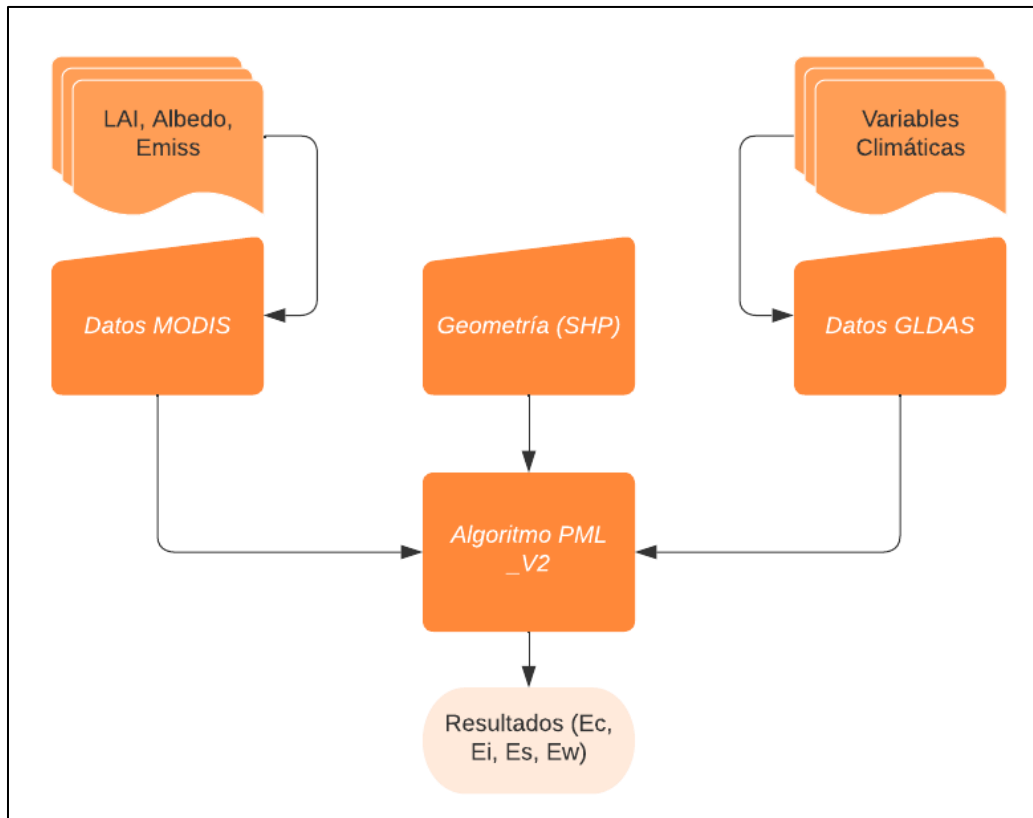 LAI, Albedo,
Emiss
Variables
Climáticas
Datos MODIS
Geometría (SHP)
Datos GLDAS
Algoritmo PML
_V2
Resultados (Ec,
Ei, Es, Ew)